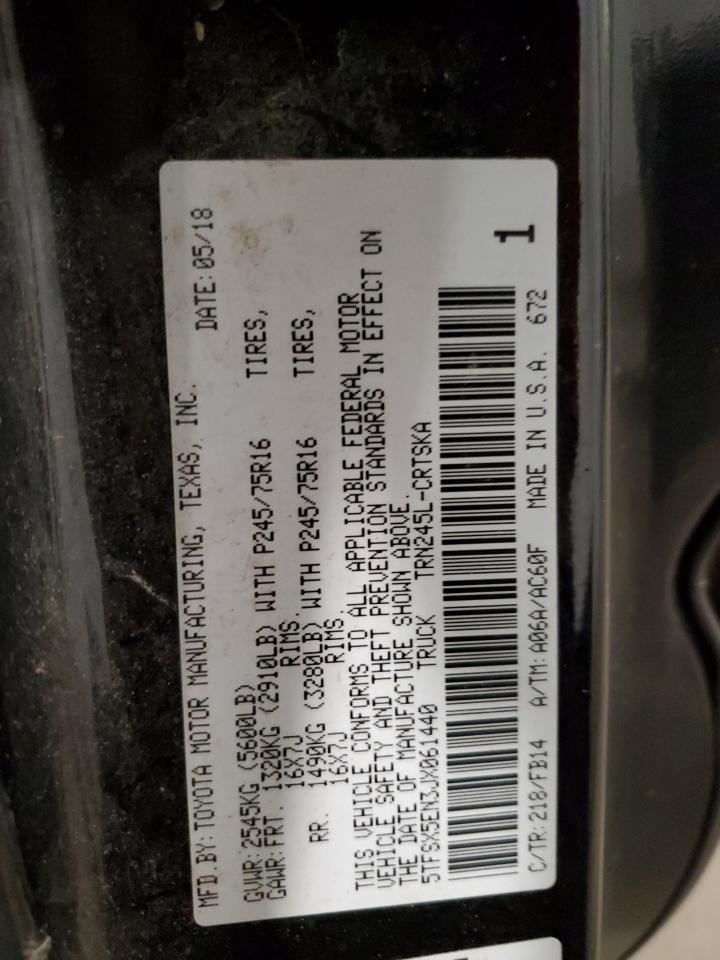 MFD.BY: TOYOTA MOTOR MANUFACTURING, TEXAS, INC. DATE: 05/18
GVWR: 2545KG (5600LB)
GAWR: FRT. 1320KG (2910LB) WITH P245/75R16 TIRES,
16X7J RIMS.
RR. 1490KG (3280LB) WITH P245/75R16 TIRES,
16X7J RIMS
THIS VEHICLE CONFORMS TO ALL APPLICABLE FEDERAL MOTOR
VEHICLE SAFETY AND THEFT PREVENTION STANDARDS IN EFFECT ON
THE DATE OF MANUFACTURE SHOWN ABOVE.
5TFSX5EN3JX061440 TRUCK TRN245L-CRTSKA
1
C/TR: 218/FB14 A/TM: A06A/AC60F MADE IN U.S.A. 672